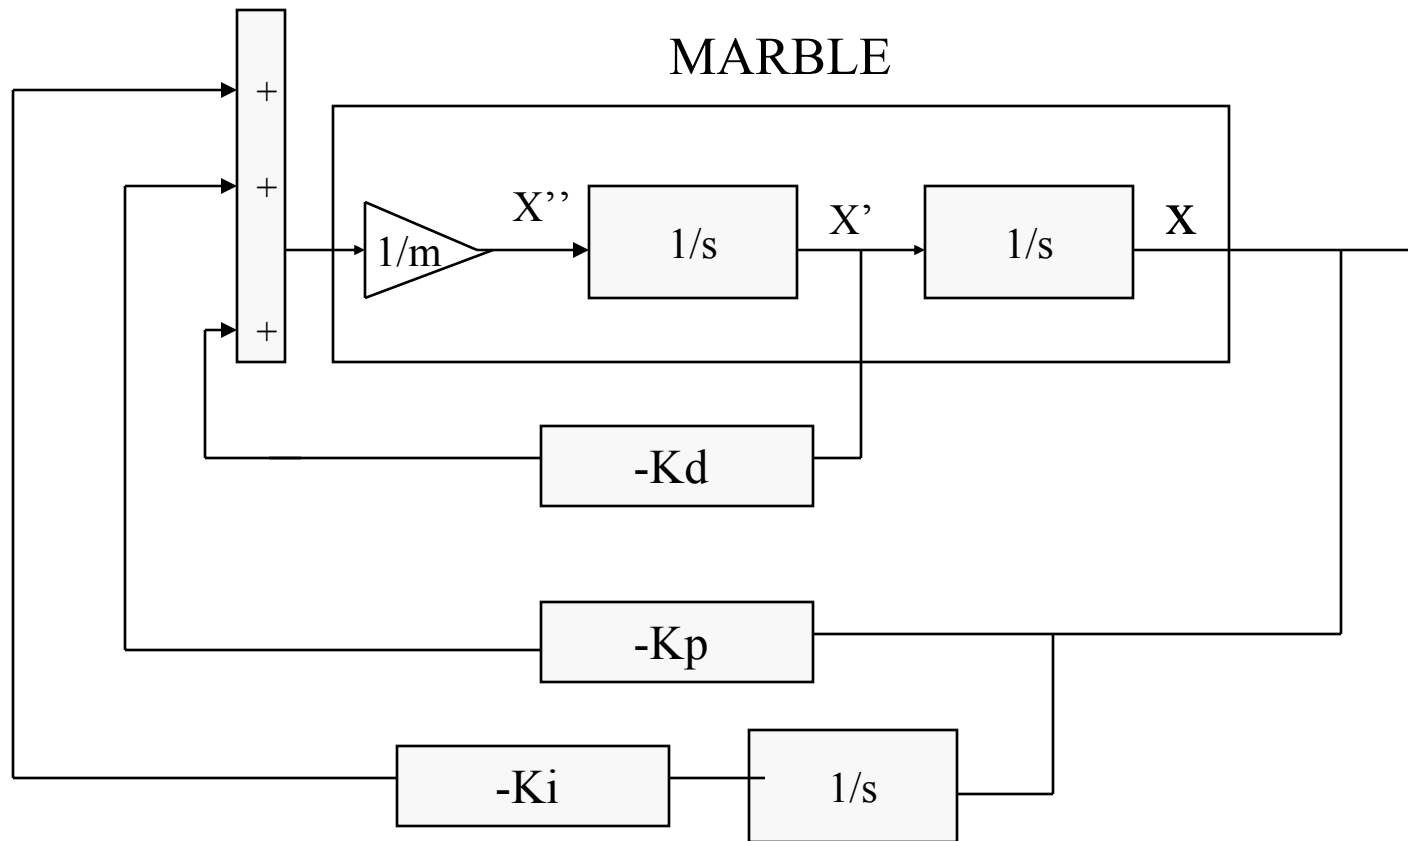 MARBLE
+
+
+
1/m
X’’
1/s
X’
1/s
X
-Kd
-Kp
-Ki
1/s